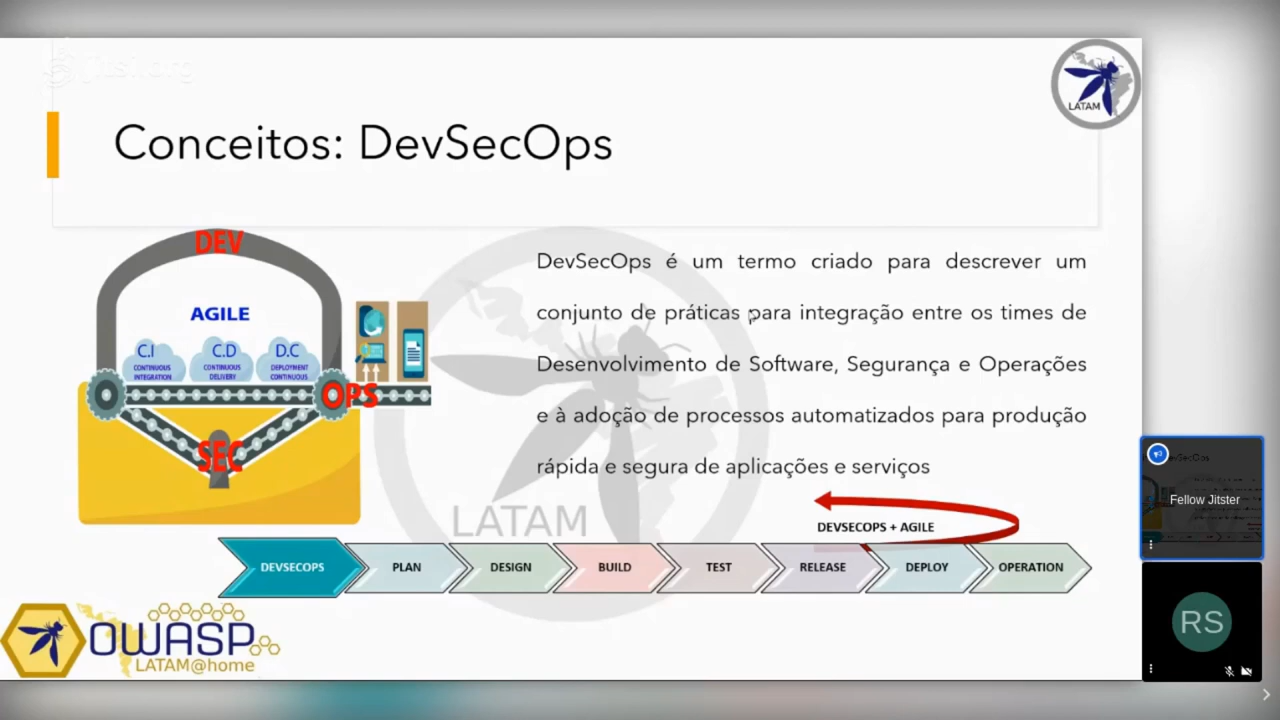 jitsi.org
LATAM
Conceitos: DevSecOps
DEV
AGILE
C.I
CONTINUOUS
INTEGRATION
C.D
CONTINUOUS
DELIVERY
D.C
DEPLOYMENT
CONTINUOUS
OPS
SEC
DevSecOps é um termo criado para descrever um
conjunto de práticas para integração entre os times de
Desenvolvimento de Software, Segurança e Operações
e à adoção de processos automatizados para produção
rápida e segura de aplicações e serviços
LATAM
DEVSECOPS + AGILE
DEVSECOPS
PLAN
DESIGN
BUILD
TEST
RELEASE
DEPLOY
OPERATION
OWASP
LATAM@home
Fellow Jitster
RS